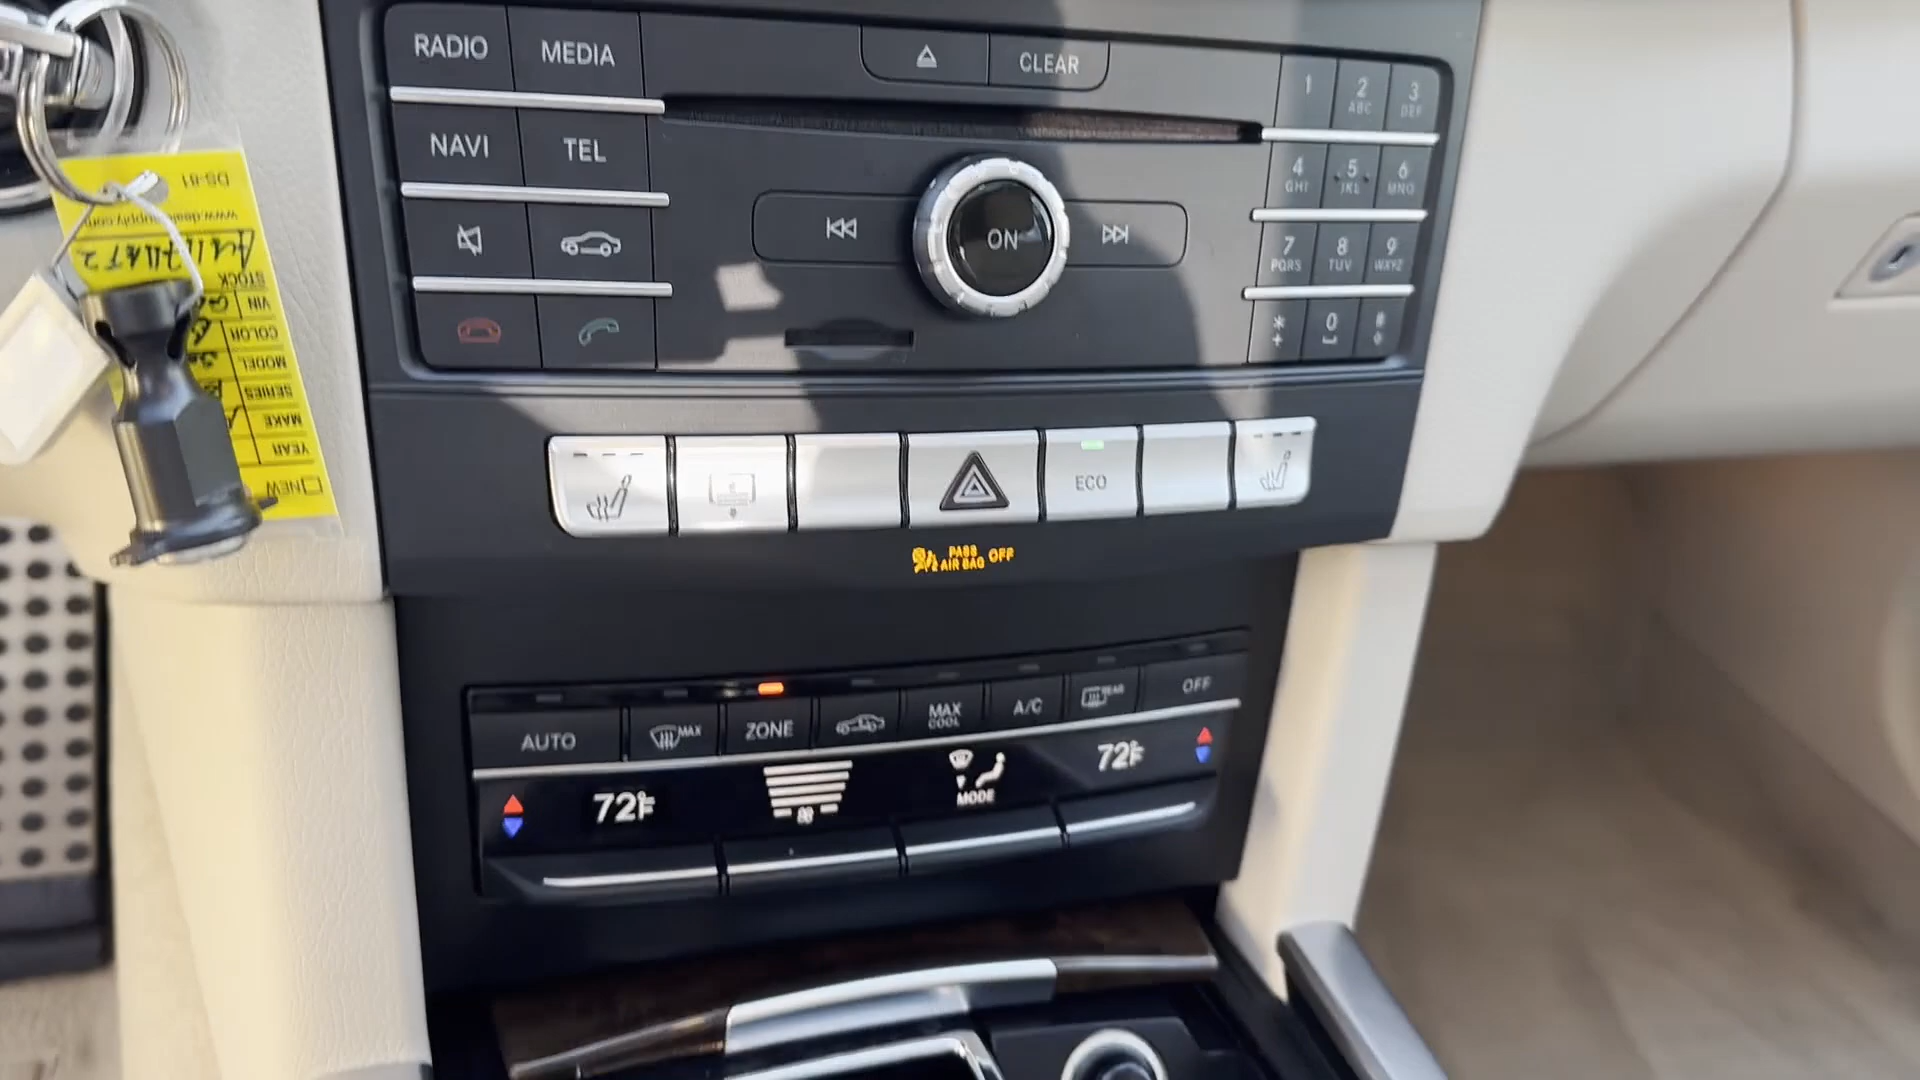 RADIO
MEDIA
CLEAR
NAVI
TEL
ON
1
2
ABC
3
DEF
4
GHI
5
JKL
6
MNO
7
PQRS
8
TUV
9
WXYZ
*
+
0
#
ECO
PASS
AIR BAG OFF
AUTO
MAX
ZONE
MAX
COOL
A/C
REAR
OFF
72°F
MODE
72°F
DS-81
STOCK
VIN
COLOR
MODEL
SERIES
MAKE
YEAR
NEW